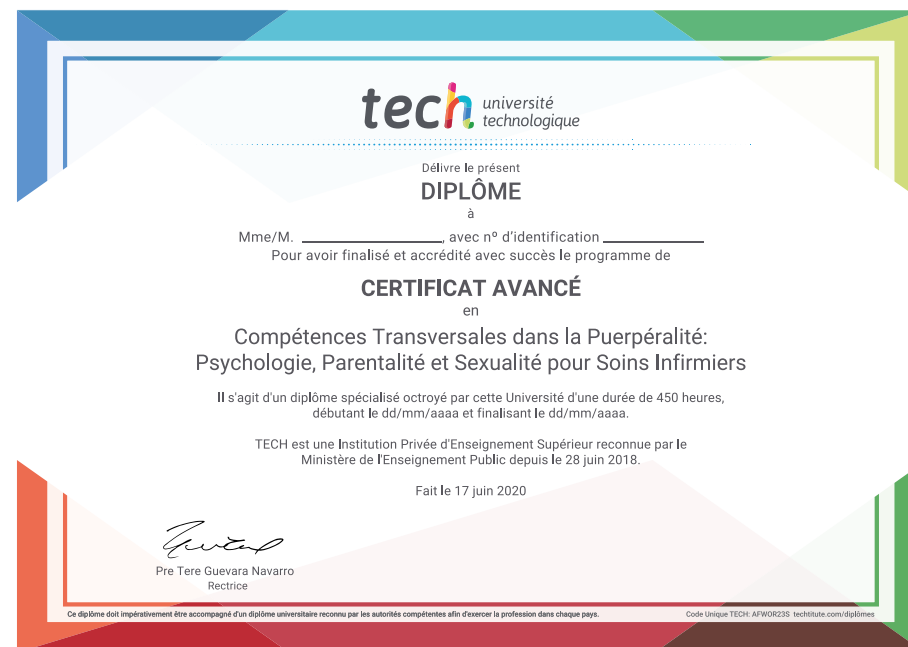 tech université
technologique
Délivre le présent
DIPLÔME
à
Mme/M. ____________________, avec nº d'identification ______________
Pour avoir finalisé et accrédité avec succès le programme de
CERTIFICAT AVANCÉ
en
Compétences Transversales dans la Puerpéralité:
Psychologie, Parentalité et Sexualité pour Soins Infirmiers
Il s'agit d'un diplôme spécialisé octroyé par cette Université d'une durée de 450 heures,
débutant le dd/mm/aaaa et finalisant le dd/mm/aaaa.
TECH est une Institution Privée d'Enseignement Supérieur reconnue par le
Ministère de l'Enseignement Public depuis le 28 juin 2018.
Fait le 17 juin 2020
Pre Tere Guevara Navarro
Rectrice
Ce diplôme doit impérativement être accompagné d'un diplôme universitaire reconnu par les autorités compétentes afin d'exercer la profession dans chaque pays.
Code Unique TECH: AFWOR23S techtitute.com/diplômes